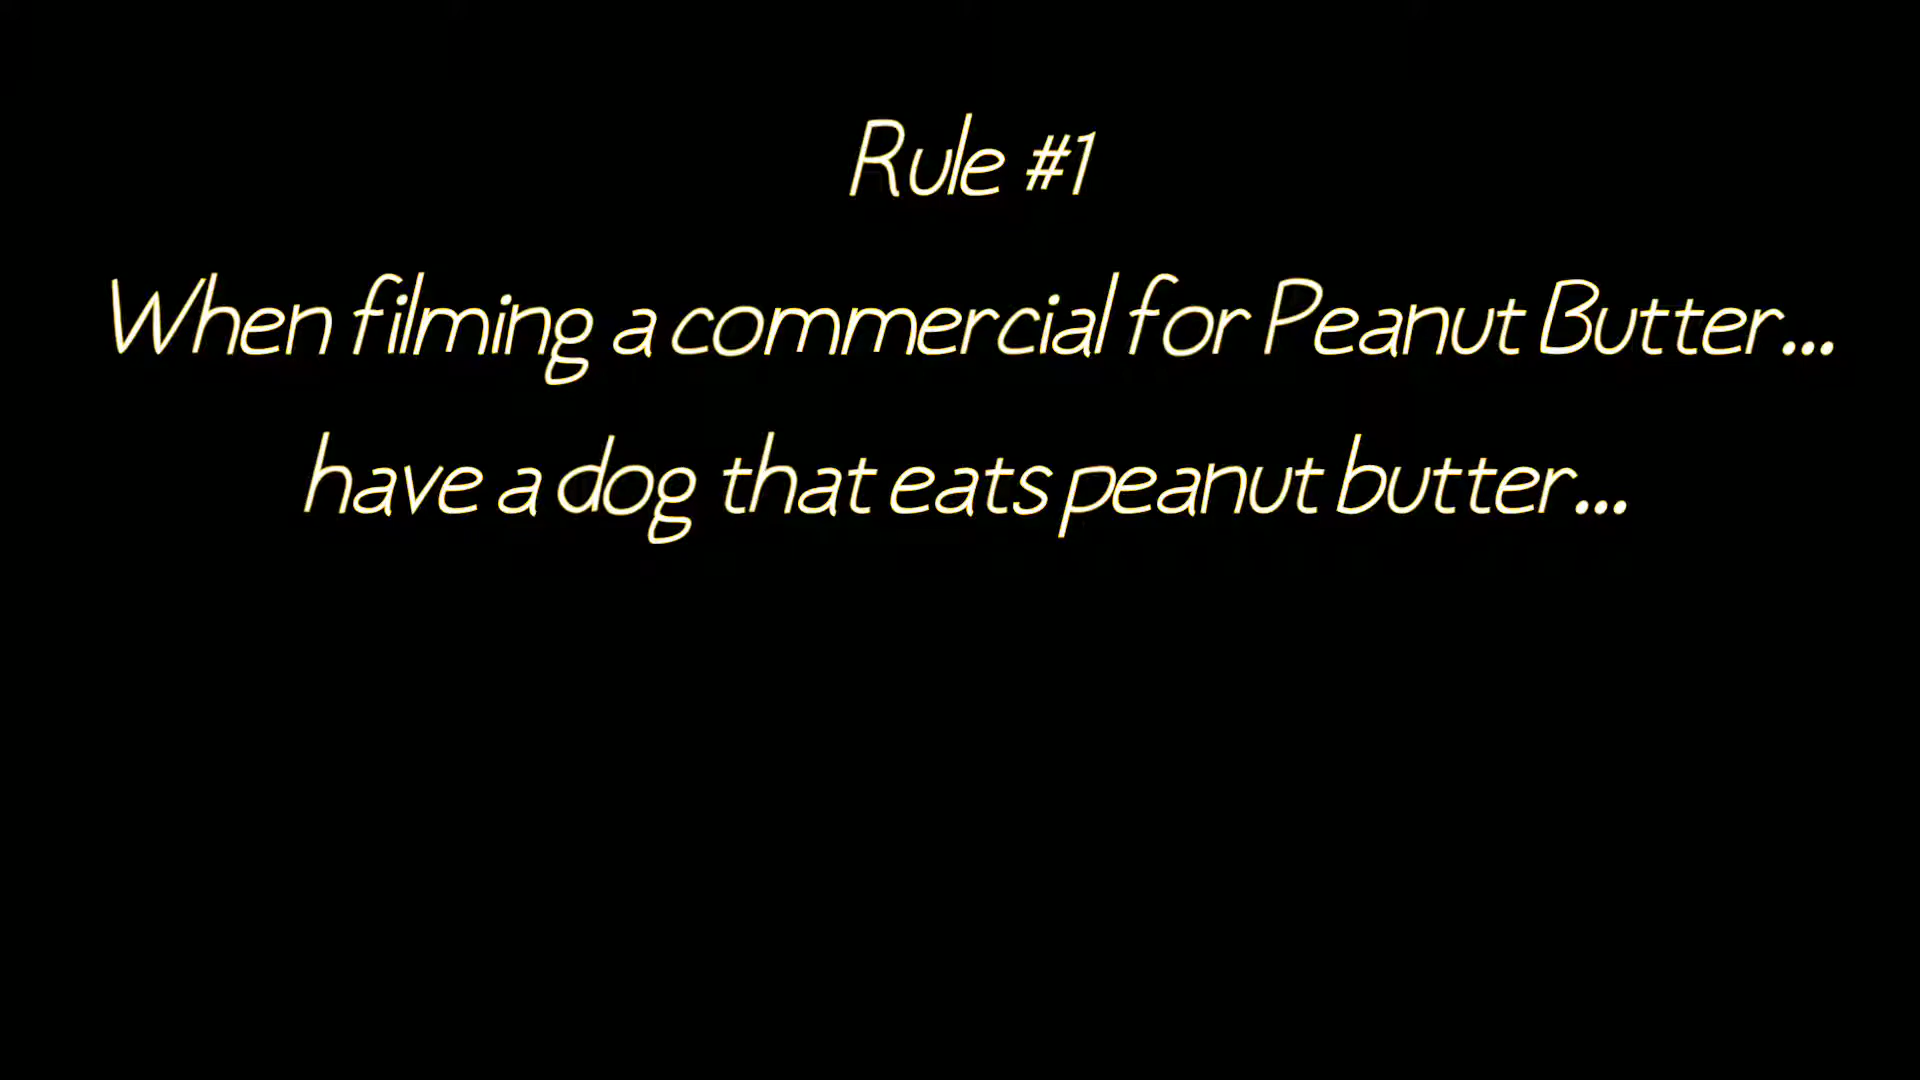 Rule #1
When filming a commercial for Peanut Butter...
have a dog that eats peanut butter...